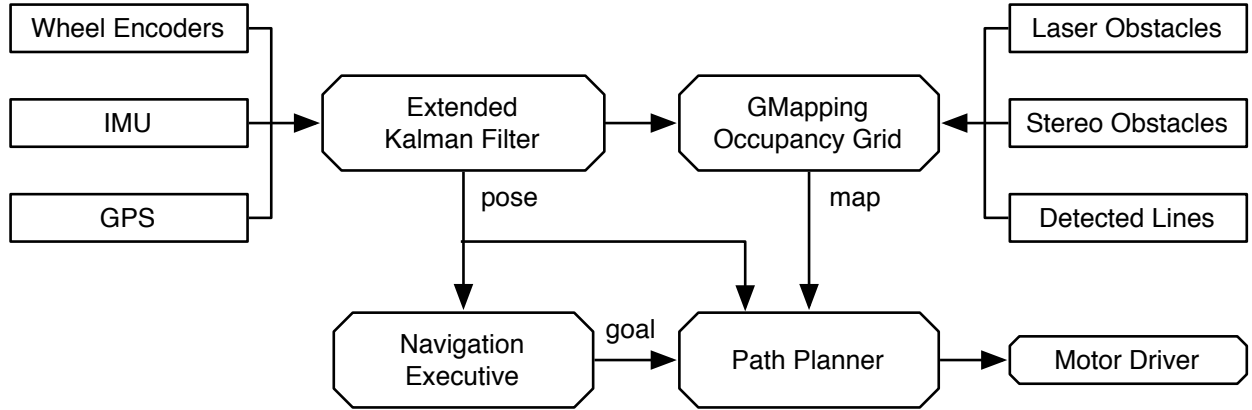 Wheel Encoders
Laser Obstacles
IMU
Extended
Kalman Filter
GMapping
Occupancy Grid
Stereo Obstacles
GPS
pose
map
Detected Lines
Navigation
Executive
goal
Path Planner
Motor Driver